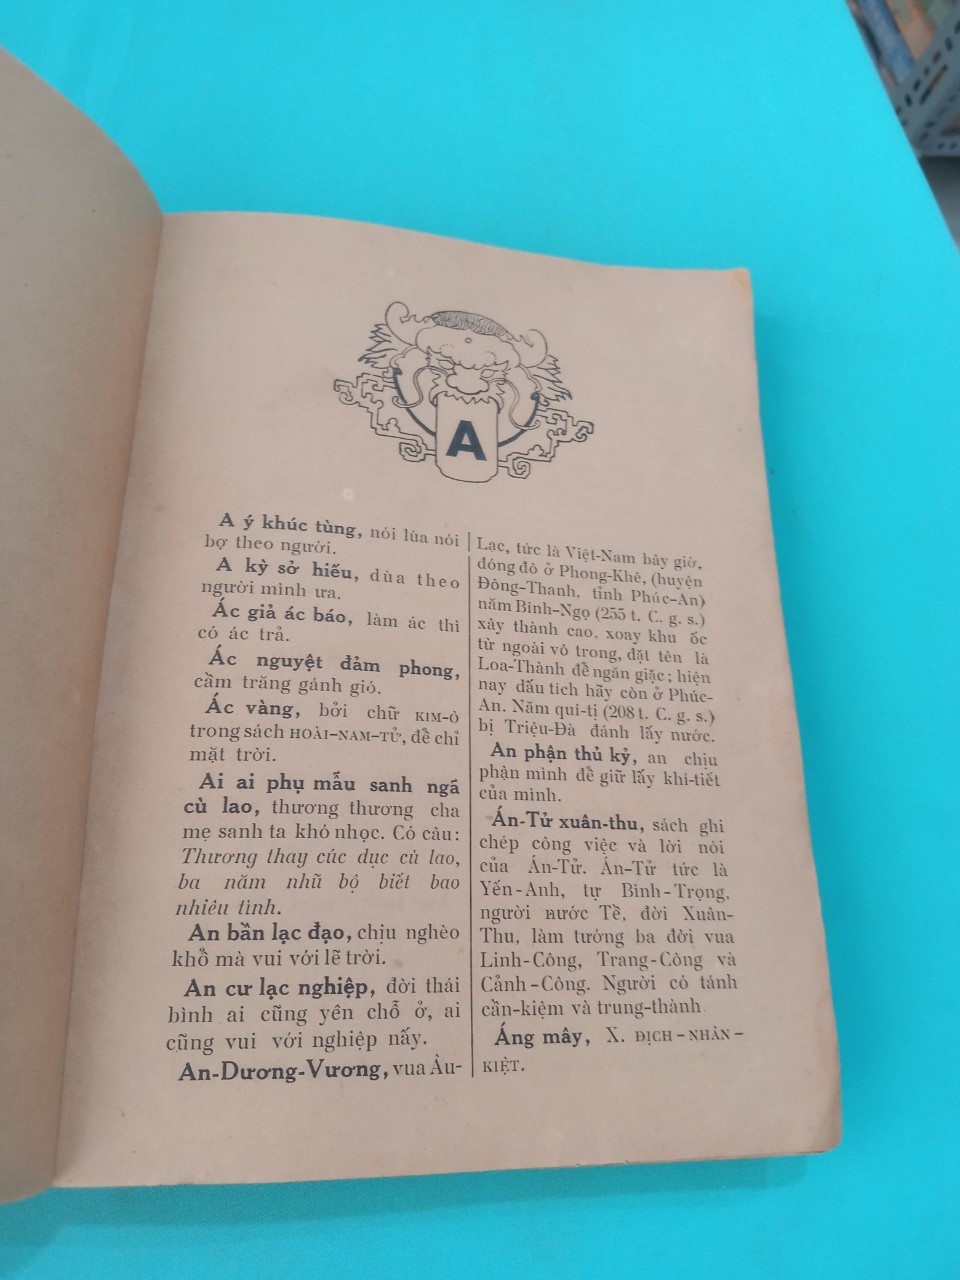 A
A ý khúc tùng, nói lùa nói
bợ theo người.
A kỳ sở hiếu, dùa theo
người mình ưa.
Ác giả ác báo, làm ác thì
có ác trả.
Ác nguyệt đảm phong,
cầm trăng gánh gió.
Ác vàng, bởi chữ KIM-Ô
trong sách HOÀI-NAM-TỬ, để chỉ
mặt trời.
Ai ai phụ mẫu sanh ngã
cù lao, thương thương cha
mẹ sanh ta khó nhọc. Có câu:
Thương thay cúc dục cù lao,
ba năm nhũ bộ biết bao
nhiêu tình.
An bần lạc đạo, chịu nghèo
khổ mà vui với lẽ trời.
An cư lạc nghiệp, đời thái
bình ai cũng yên chỗ ở, ai
cũng vui với nghiệp nấy.
An-Dương-Vương, vua Âu-
Lạc, tức là Việt-Nam bây giờ,
đóng đô ở Phong-Khê, (huyện
Đông-Thanh, tỉnh Phúc-An)
năm Bính-Ngọ (255 t. C. g. s.)
xây thành cao, xoay khu ốc
từ ngoài vô trong, đặt tên là
Loa-Thành để ngăn giặc; hiện
nay dấu tích hãy còn ở Phúc-
An. Năm quí-tị (208 t. C. g. s.)
bị Triệu-Đà đánh lấy nước.
An phận thủ kỷ, an chịu
phận mình để giữ lấy khí-tiết
của mình.
Án-Tử xuân-thu, sách ghi
chép công việc và lời nói
của Án-Tử. Án-Tử tức là
Yến-Anh, tự Bình-Trọng,
người nước Tề, đời Xuân-
Thu, làm tướng ba đời vua
Linh-Công, Trang-Công và
Cảnh-Công. Người có tánh
cần-kiệm và trung-thành
Áng mây, X. ĐỊCH-NHÂN-
KIỆT.